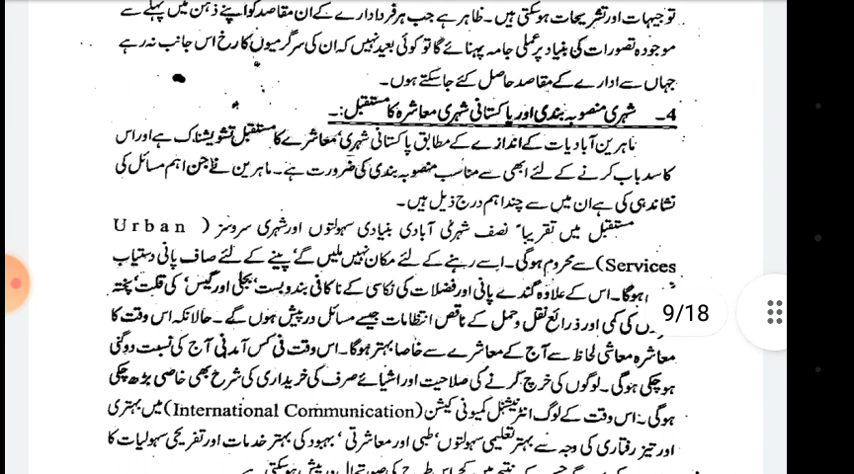 توجیہات اور تشریحات ہوسکتی ہیں۔ ظاہر ہے جب ہر فرد ادارے کے ان مقاصد کو اپنے ذہن میں پہلے سے
موجودہ تصورات کی بنیاد پر عملی جامہ پہنائے گا تو کوئی بعید نہیں کہ ان کی سرگرمیوں کا رخ اس جانب نہ رہے
جہاں سے ادارے کے مقاصد حاصل کئے جاسکتے ہوں۔
4۔ شہری منصوبہ بندی اور پاکستانی شہری معاشرہ کا مستقبل:۔
ماہرین آبادیات کے اندازے کے مطابق پاکستانی شہری معاشرے کا مستقبل تشویشناک ہے اور اس
کا سدباب کرنے کے لئے ابھی سے مناسب منصوبہ بندی کی ضرورت ہے۔ ماہرین نے جن اہم مسائل کی
نشاندہی کی ہے ان میں سے چند اہم درج ذیل ہیں۔
مستقبل میں تقریباً نصف شہری آبادی بنیادی سہولتوں اور شہری سروسز (Urban
Services) سے محروم ہوگی۔ اسے رہنے کے لئے مکان نہیں ملیں گے، پینے کے لئے صاف پانی دستیاب
ہوگا۔ اس کے علاوہ گندے پانی اور فضلات کی نکاسی کے ناکافی بندوبست، بجلی اور گیس، کی قلت، پختہ
کی کمی اور ذرائع نقل و حمل کے ناقص انتظامات جیسے مسائل درپیش ہوں گے۔ حالانکہ اس وقت کا
معاشرہ معاشی لحاظ سے آج کے معاشرے سے خاصا بہتر ہوگا۔ اس وقت فی کس آمدنی آج کی نسبت دوگنی
ہوچکی ہوگی۔ لوگوں کی خرچ کرنے کی صلاحیت اور اشیائے صرف کی خریداری کی شرح بھی خاصی بڑھ چکی
ہوگی۔ اس وقت کے لوگ انٹرنیشنل کمیونی کیشن (International Communication) میں بہتری
اور تیز رفتاری کی وجہ سے بہتر تعلیمی سہولتوں، طبی اور معاشرتی، بہبود کی بہتر خدمات اور تفریحی سہولیات کا
9/18